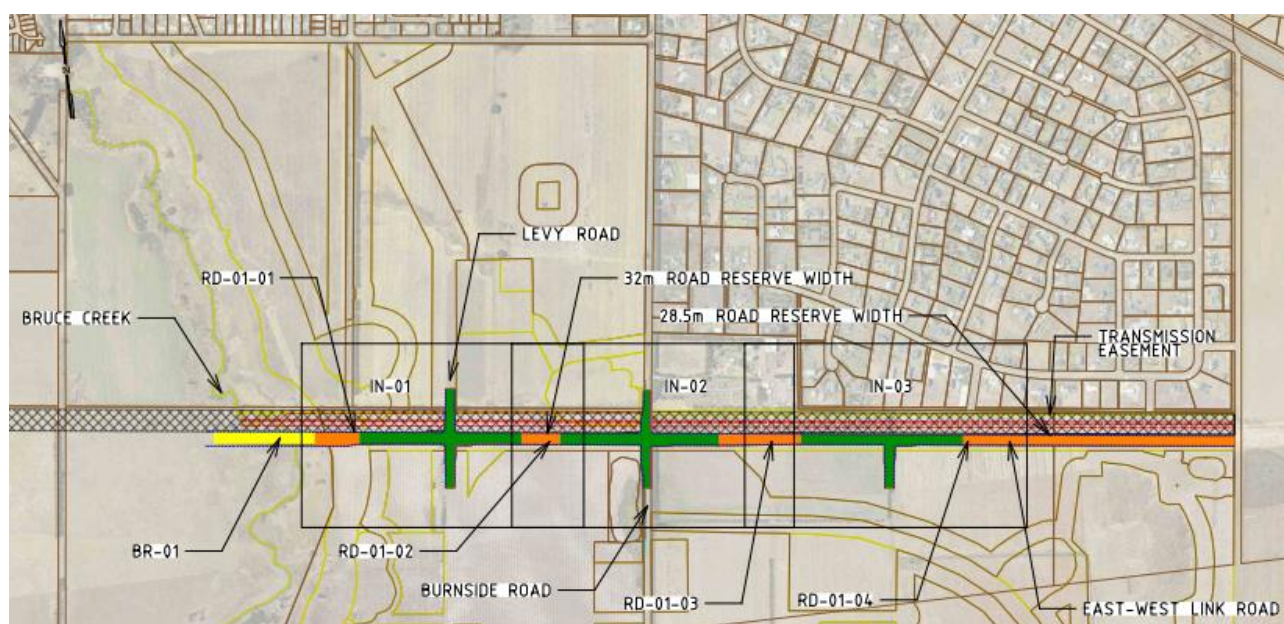 LEVY ROAD
RD-01-01
32m ROAD RESERVE WIDTH
BRUCE CREEK
28.5m ROAD RESERVE WIDTH
TRANSMISSION
EASEMENT
IN-01
IN-02
IN-03
BR-01
RD-01-02
BURNSIDE ROAD
RD-01-03
RD-01-04
EAST-WEST LINK ROAD